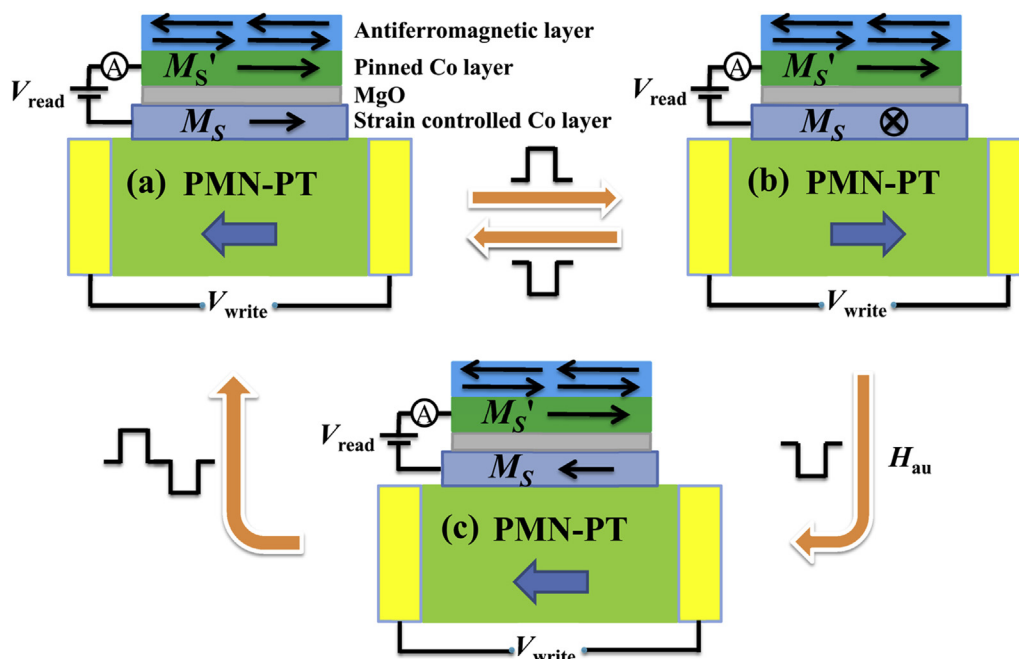 Antiferromagnetic layer
A M_S' Pinned Co layer
V_read MgO
M_S Strain controlled Co layer
(a) PMN-PT
V_write
A M_S'
V_read
M_S
(b) PMN-PT
V_write
A M_S'
V_read
M_S
(c) PMN-PT
V_write
H_au